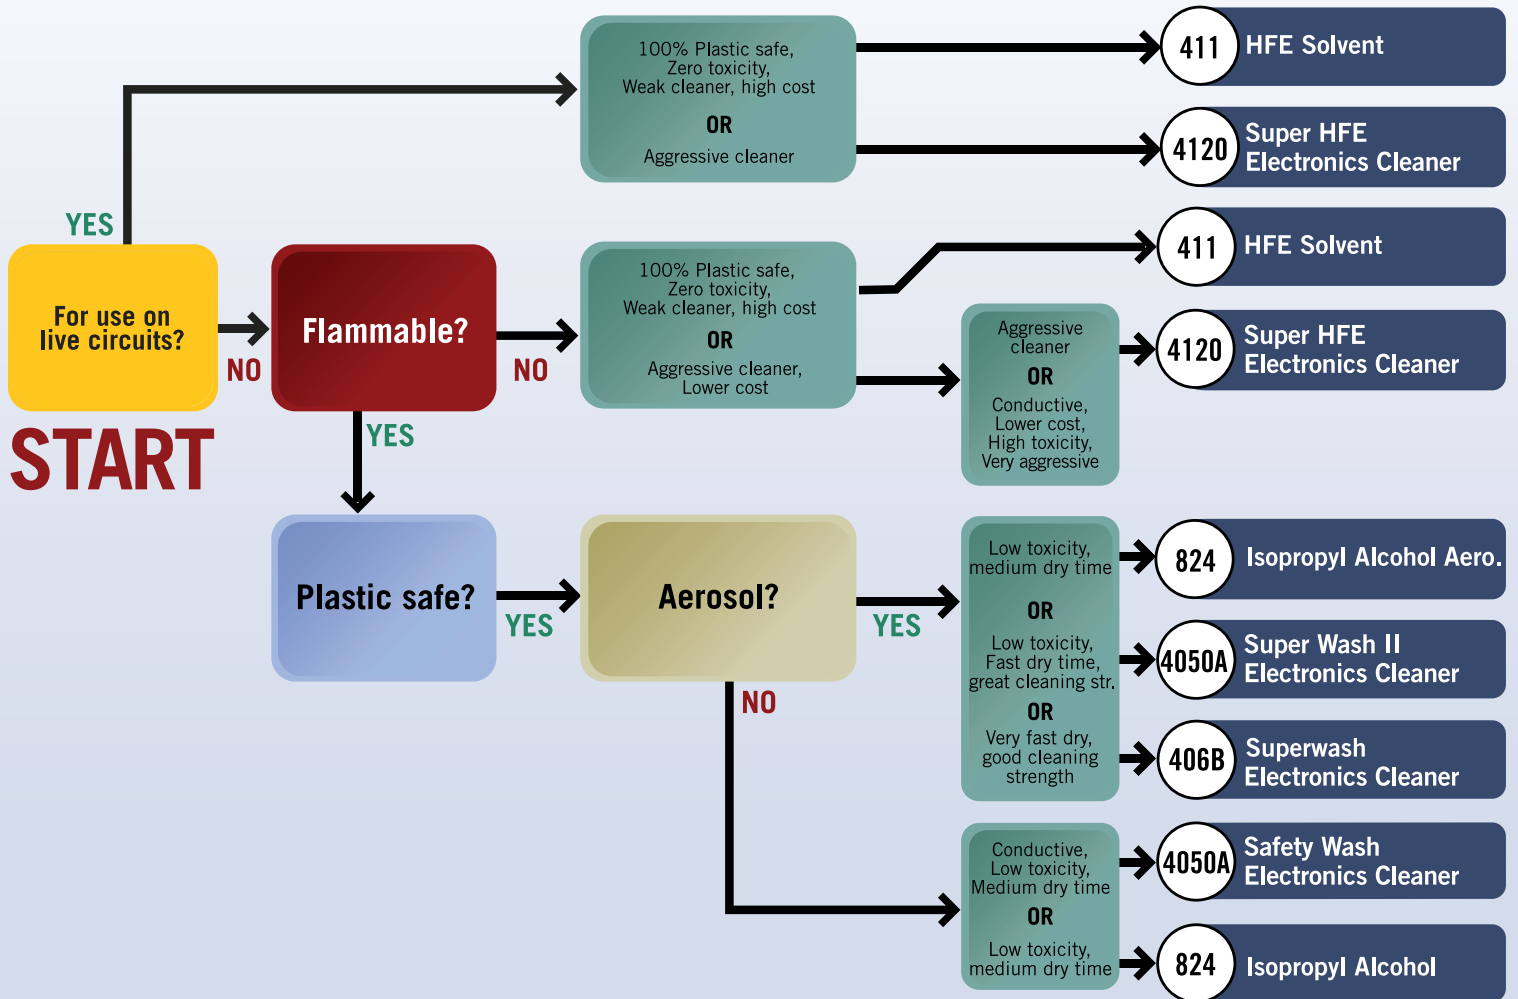 100% Plastic safe,
Zero toxicity,
Weak cleaner, high cost
OR
Aggressive cleaner
411
HFE Solvent
4120
Super HFE
Electronics Cleaner
YES
For use on
live circuits?
START
NO
Flammable?
NO
YES
100% Plastic safe,
Zero toxicity,
Weak cleaner, high cost
OR
Aggressive cleaner,
Lower cost
411
HFE Solvent
Aggressive
cleaner
OR
Conductive,
Lower cost,
High toxicity,
Very aggressive
4120
Super HFE
Electronics Cleaner
Plastic safe?
YES
Aerosol?
YES
NO
Low toxicity,
medium dry time
OR
Low toxicity,
Fast dry time,
great cleaning str.
OR
Very fast dry,
good cleaning
strength
824
Isopropyl Alcohol Aero.
4050A
Super Wash II
Electronics Cleaner
406B
Superwash
Electronics Cleaner
Conductive,
Low toxicity,
Medium dry time
OR
Low toxicity,
medium dry time
4050A
Safety Wash
Electronics Cleaner
824
Isopropyl Alcohol